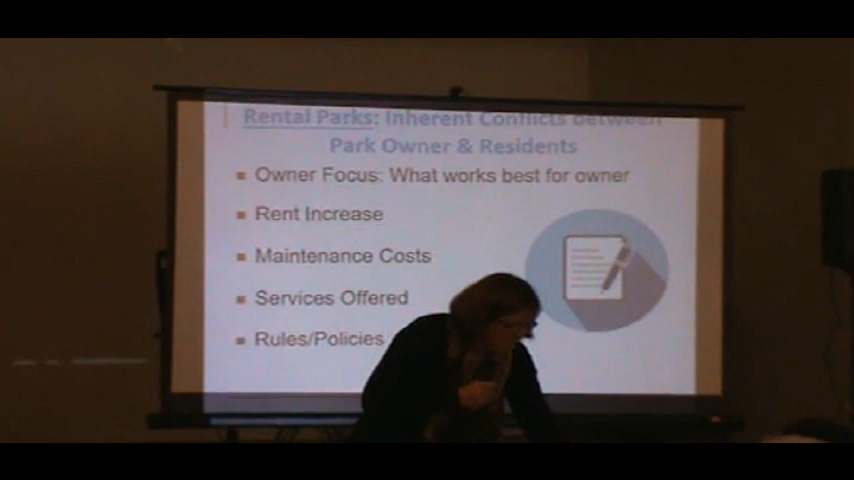 Rental Parks: Inherent Conflicts between
Park Owner & Residents
Owner Focus: What works best for owner
Rent Increase
Maintenance Costs
Services Offered
Rules/Policies